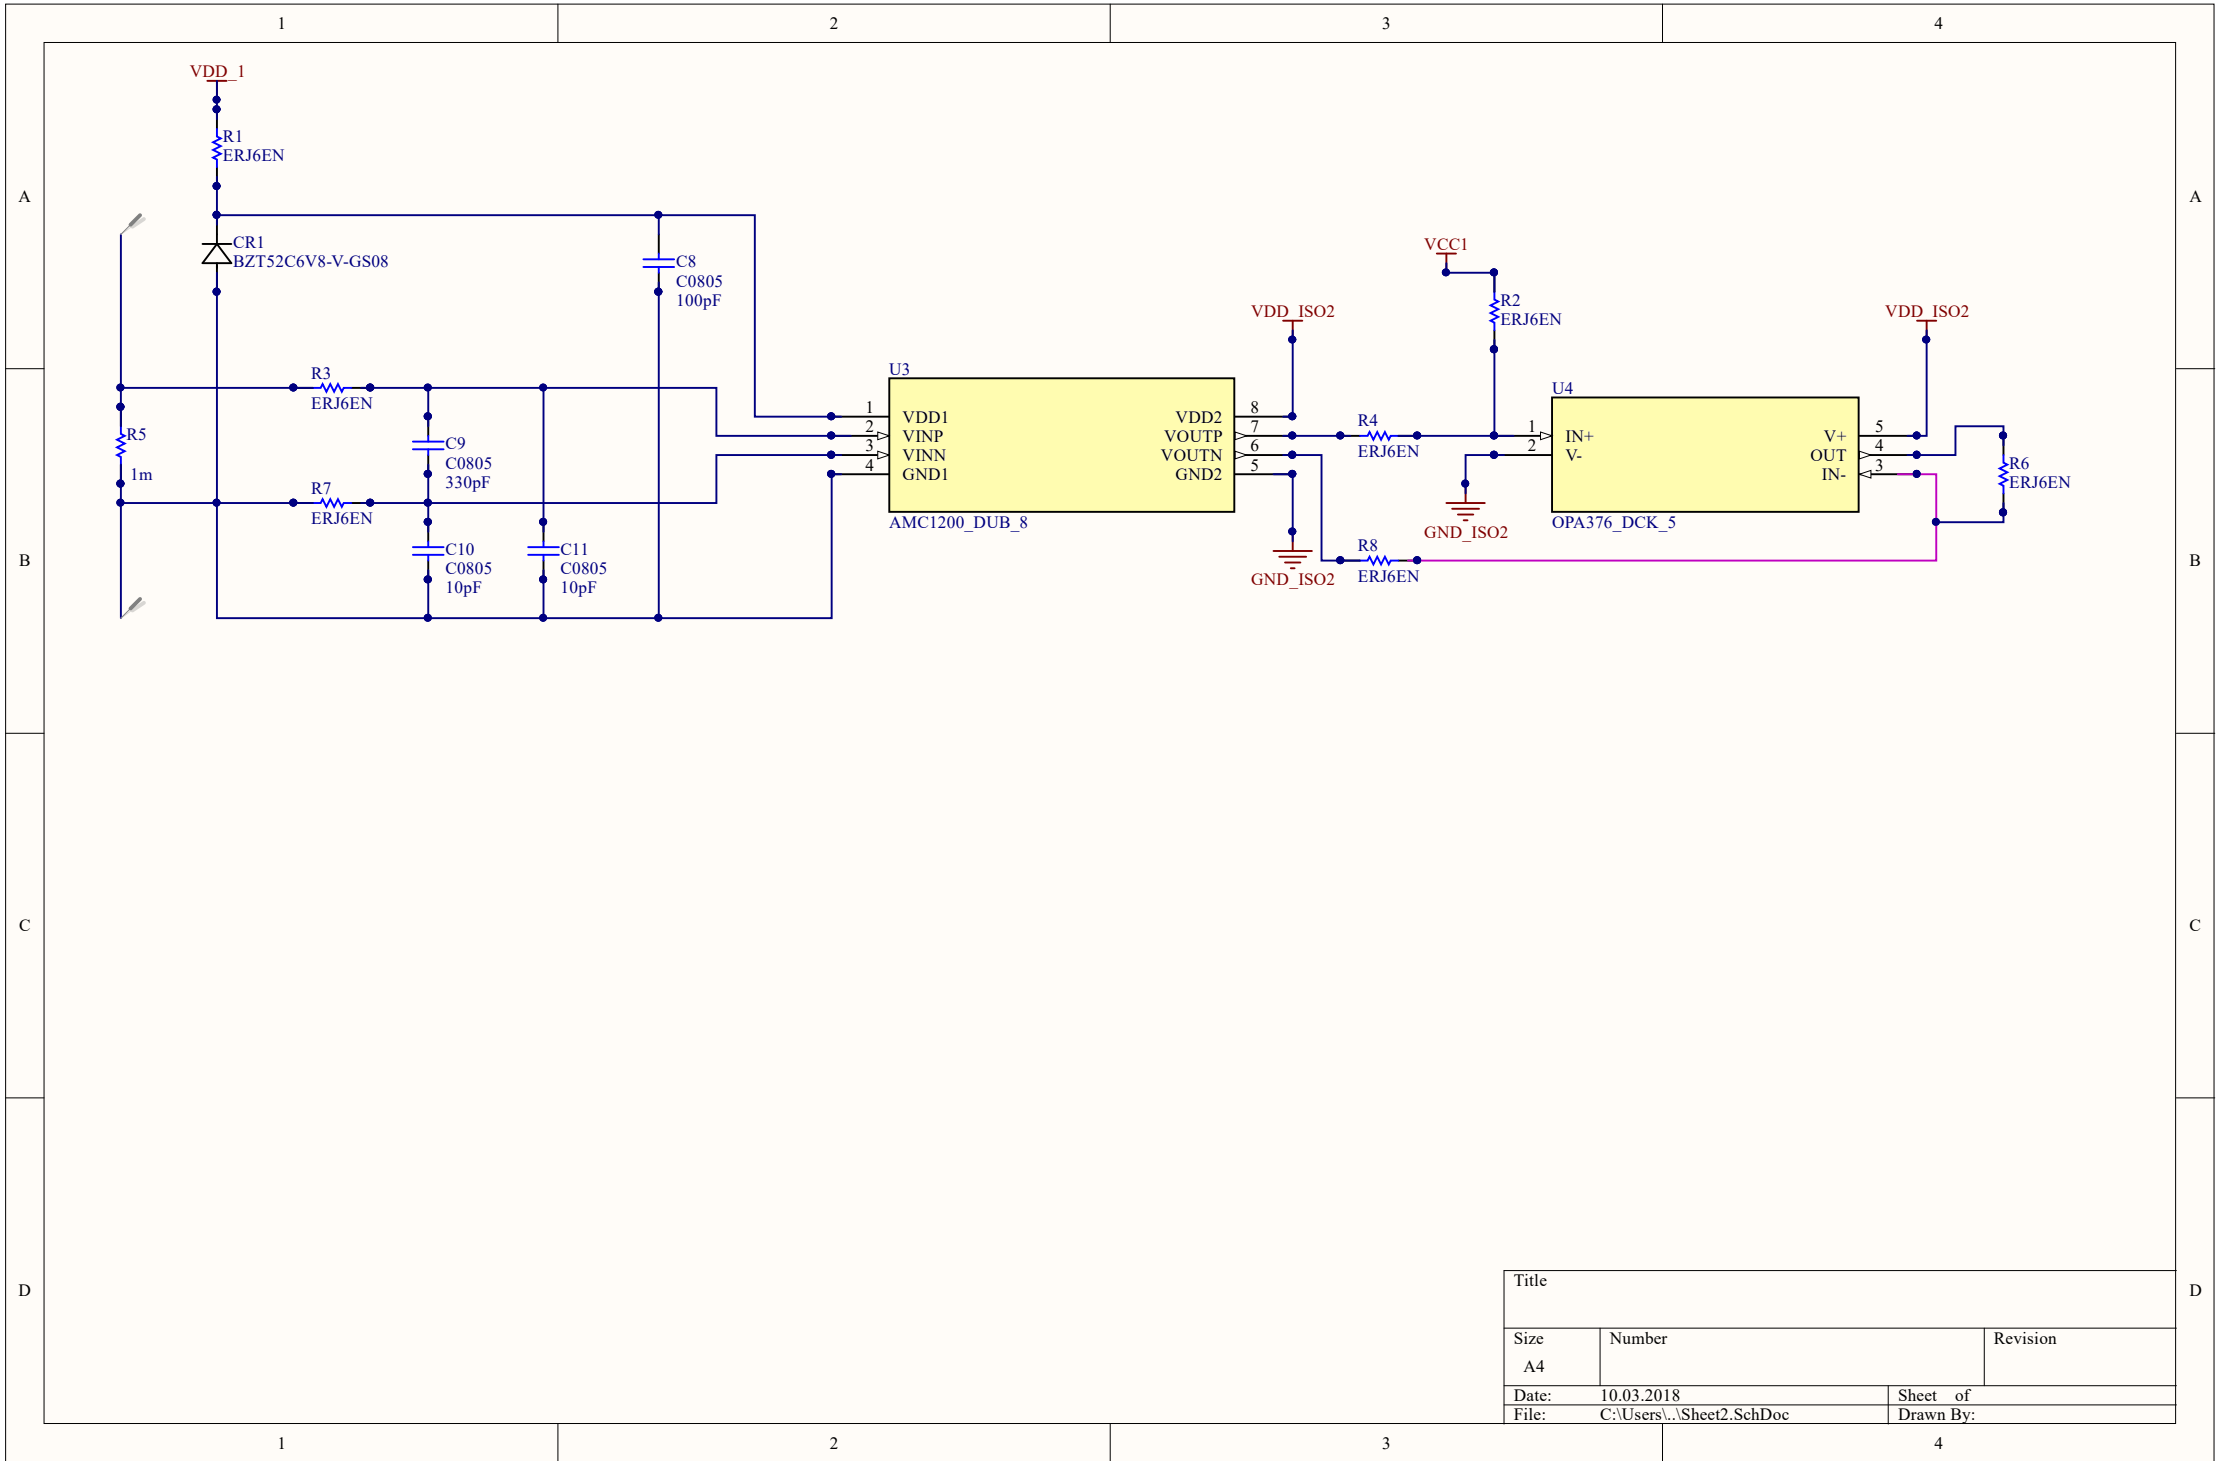 1 2 3 4
VDD_1
R1
ERJ6EN
A A
CR1
BZT52C6V8-V-GS08
C8
C0805
100pF
VCC1
R2
ERJ6EN
VDD_ISO2
VDD_ISO2
R3
ERJ6EN
R5
1m
C9
C0805
330pF
R7
ERJ6EN
C10
C0805
10pF
C11
C0805
10pF
U3
1 VDD1 VDD2 8
2 VINP VOUTP 7
3 VINN VOUTN 6
4 GND1 GND2 5
AMC1200_DUB_8
R4
ERJ6EN
GND_ISO2
GND_ISO2
R8
ERJ6EN
U4
1 IN+ V+ 5
2 V- OUT 4
IN- 3
OPA376_DCK_5
R6
ERJ6EN
B B
C C
D D
Title
Size Number Revision
A4
Date: 10.03.2018 Sheet of
File: C:\Users\..\Sheet2.SchDoc Drawn By:
1 2 3 4